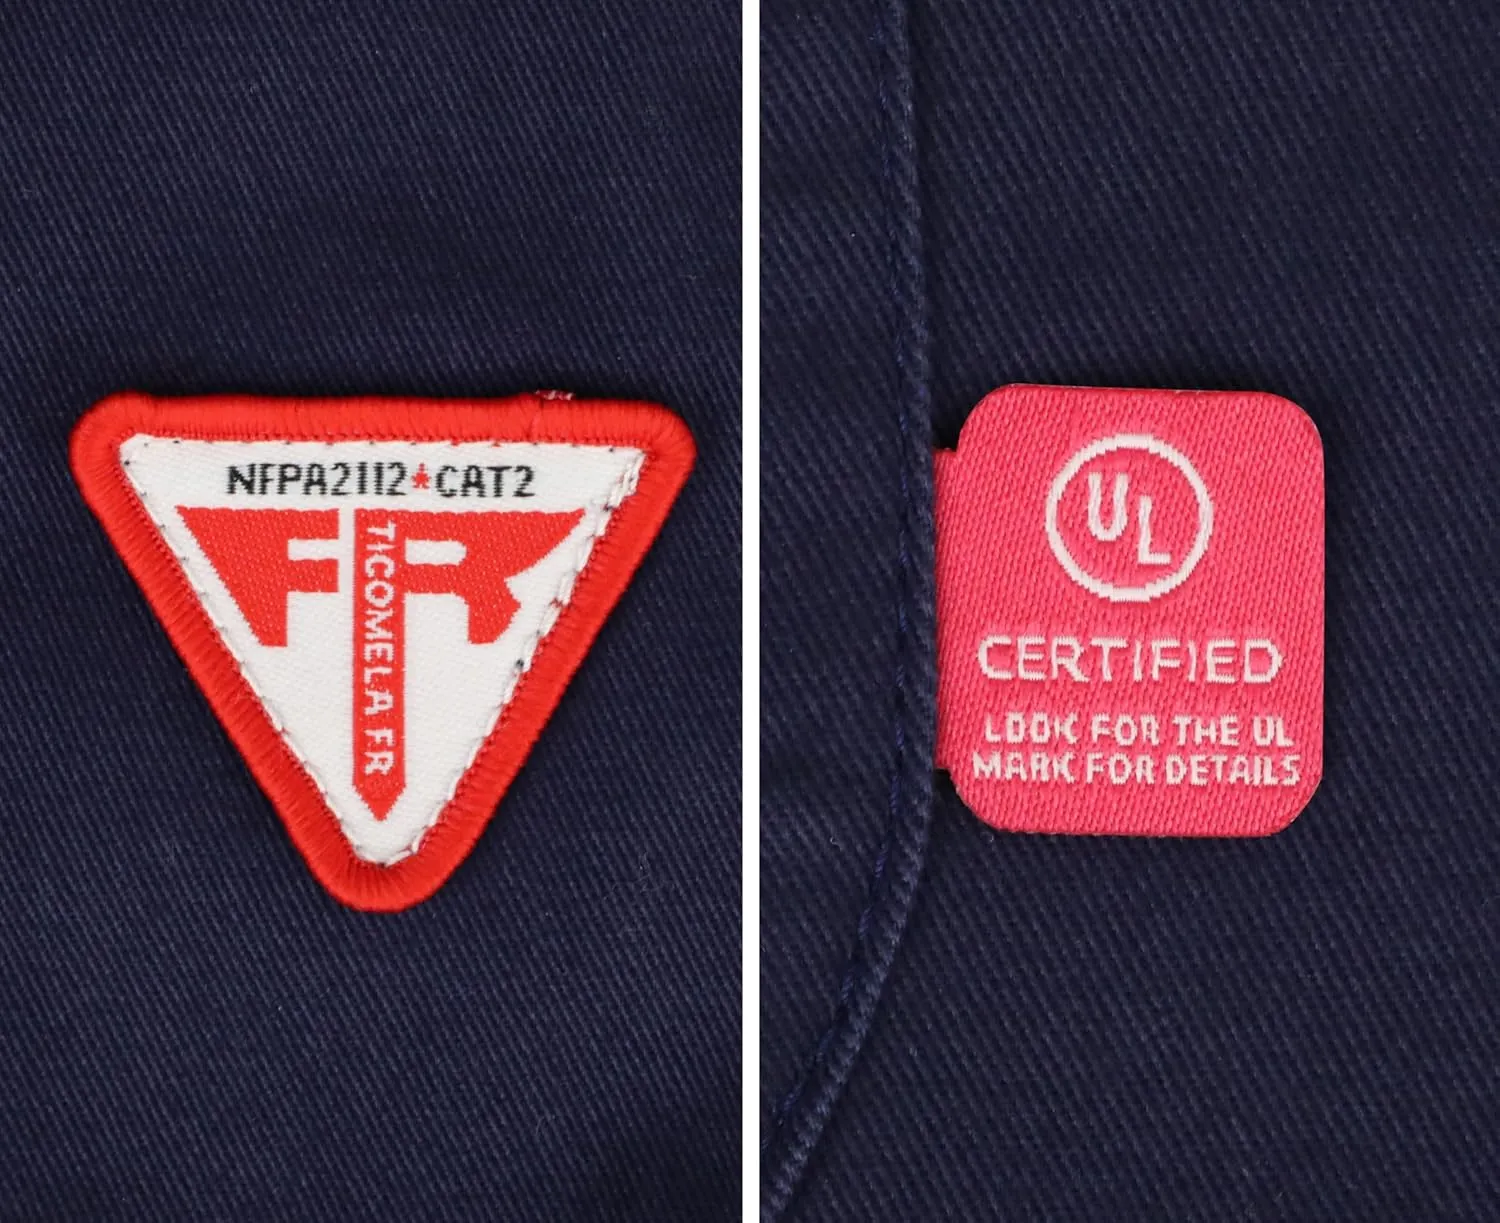 NFPA2112*CAT2
FR
TICOMELA FR
UL
CERTIFIED
LOOK FOR THE UL
MARK FOR DETAILS